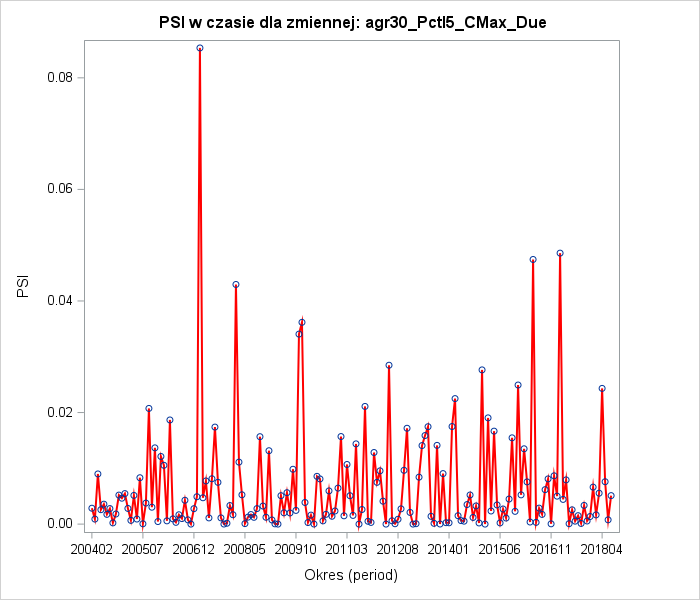 PSI w czasie dla zmiennej: agr30_Pctl5_CMax_Due
PSI
0.08
0.06
0.04
0.02
0.00
200402 200507 200612 200805 200910 201103 201208 201401 201506 201611 201804
Okres (period)